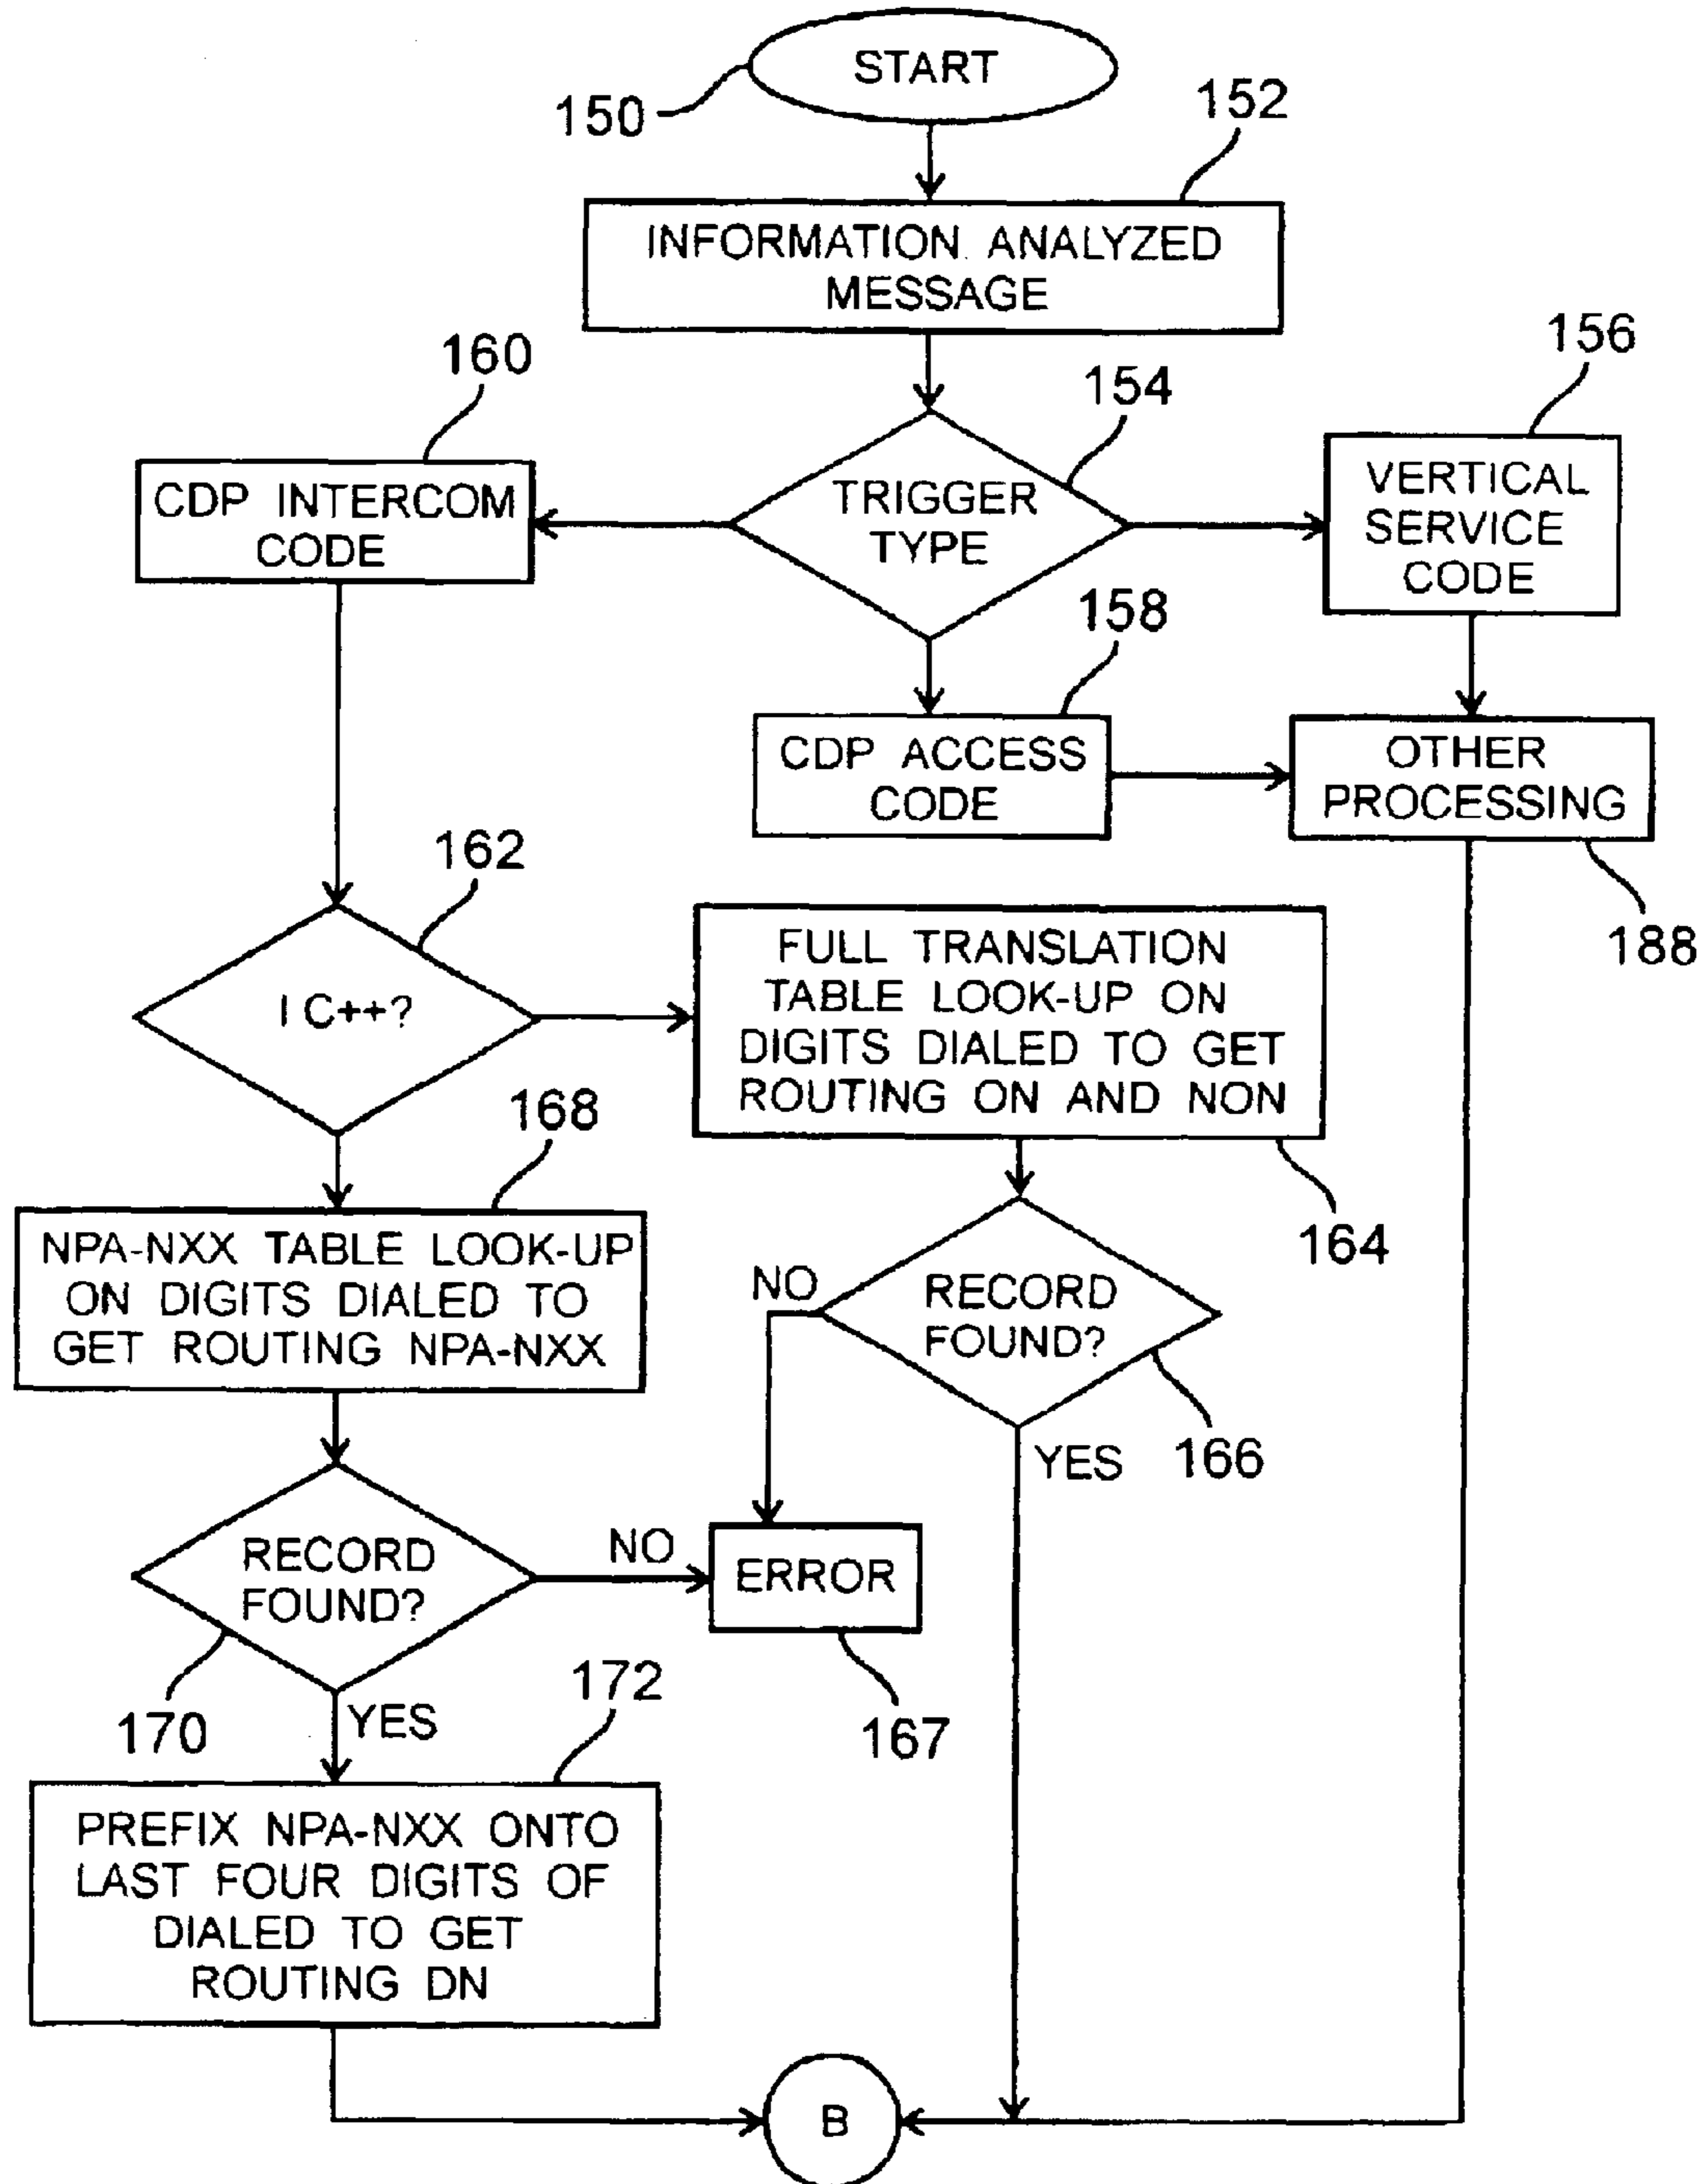 START
150
152
INFORMATION ANALYZED
MESSAGE
160
154
156
CDP INTERCOM
CODE
TRIGGER
TYPE
VERTICAL
SERVICE
CODE
158
CDP ACCESS
CODE
OTHER
PROCESSING
188
162
I C++?
FULL TRANSLATION
TABLE LOOK-UP ON
DIGITS DIALED TO GET
ROUTING ON AND NON
164
168
NPA-NXX TABLE LOOK-UP
ON DIGITS DIALED TO
GET ROUTING NPA-NXX
NO
RECORD
FOUND?
166
YES
RECORD
FOUND?
170
NO
ERROR
167
YES
172
PREFIX NPA-NXX ONTO
LAST FOUR DIGITS OF
DIALED TO GET
ROUTING DN
B